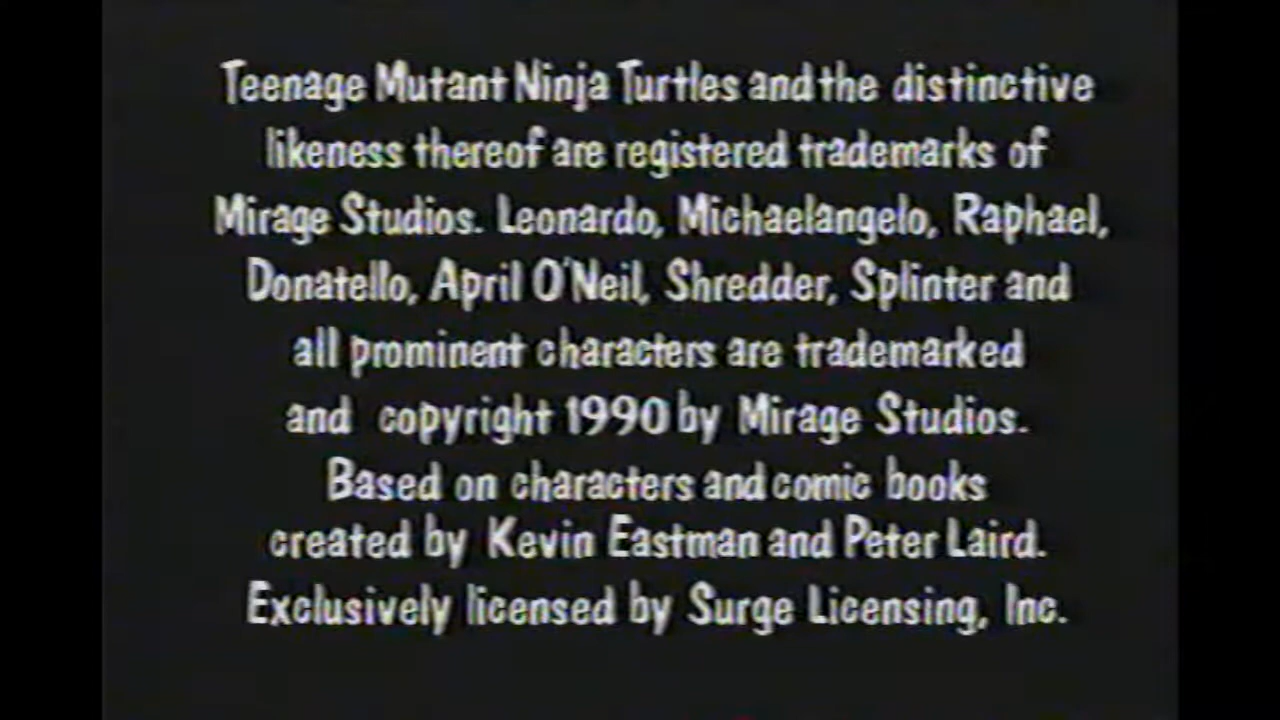 Teenage Mutant Ninja Turtles and the distinctive
likeness thereof are registered trademarks of
Mirage Studios. Leonardo, Michaelangelo, Raphael,
Donatello, April O'Neil, Shredder, Splinter and
all prominent characters are trademarked
and copyright 1990 by Mirage Studios.
Based on characters and comic books
created by Kevin Eastman and Peter Laird.
Exclusively licensed by Surge Licensing, Inc.